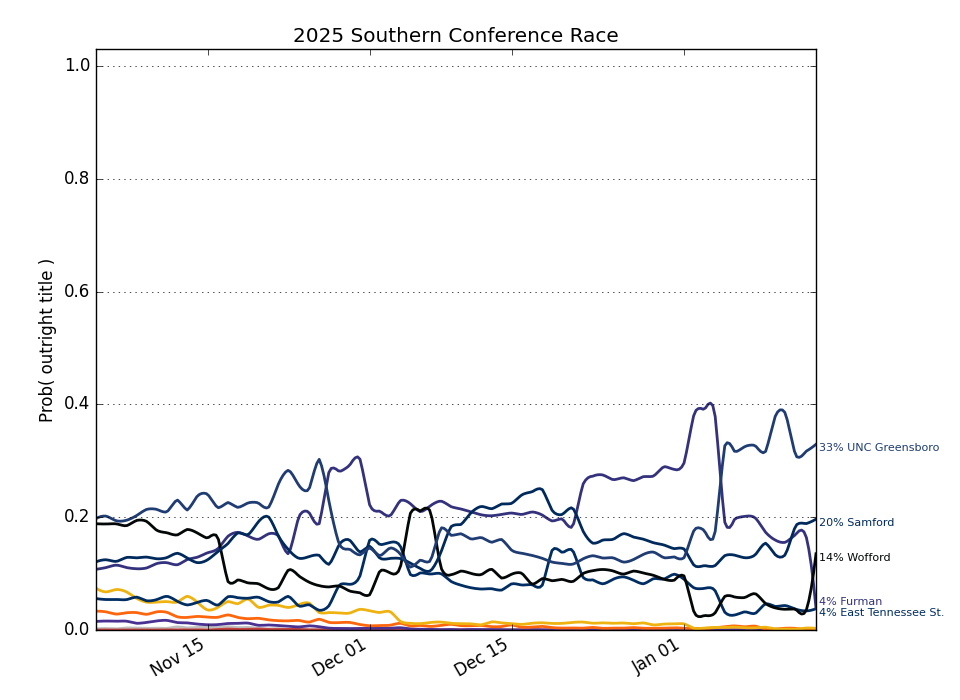 2025 Southern Conference Race
Prob( outright title )
1.0
0.8
0.6
0.4
0.2
0.0
33% UNC Greensboro
20% Samford
14% Wofford
4% Furman
4% East Tennessee St.
Nov 15
Dec 01
Dec 15
Jan 01